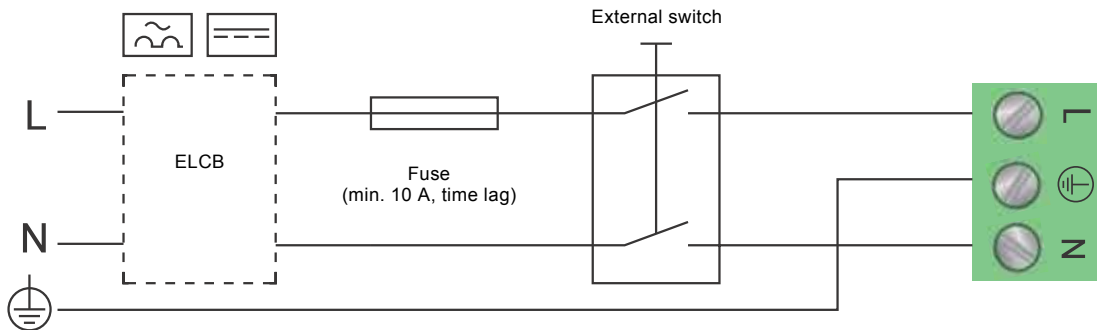 External switch
L
ELCB
Fuse
(min. 10 A, time lag)
N
L
N